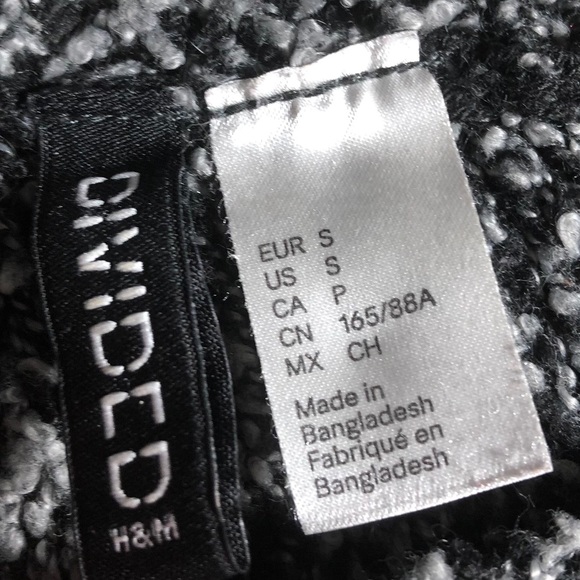 DIVIDED
H&M
EUR S
US S
CA P
CN 165/88A
MX CH
Made in
Bangladesh
Fabriqué en
Bangladesh